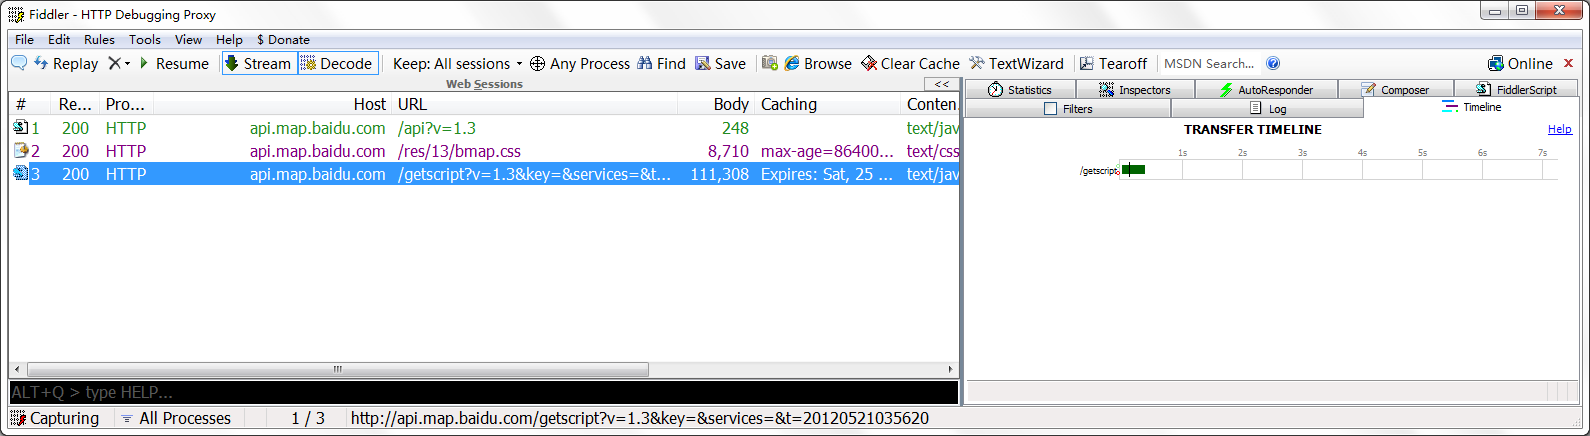 Fiddler - HTTP Debugging Proxy
File Edit Rules Tools View Help $ Donate
Replay Resume Stream Decode Keep: All sessions Any Process Find Save Browse Clear Cache TextWizard Tearoff MSDN Search... Online
Web Sessions <<
# Re... Pro... Host URL Body Caching Conten.
1 200 HTTP api.map.baidu.com /api?v=1.3 248 text/jav
2 200 HTTP api.map.baidu.com /res/13/bmap.css 8,710 max-age=86400... text/css
3 200 HTTP api.map.baidu.com /getscript?v=1.3&key=&services=&t... 111,308 Expires: Sat, 25 ... text/jav
Statistics Inspectors AutoResponder Composer FiddlerScript
Filters Log Timeline
TRANSFER TIMELINE Help
1s 2s 3s 4s 5s 6s 7s
/getscript
ALT+Q > type HELP...
Capturing All Processes 1 / 3 http://api.map.baidu.com/getscript?v=1.3&key=&services=&t=20120521035620